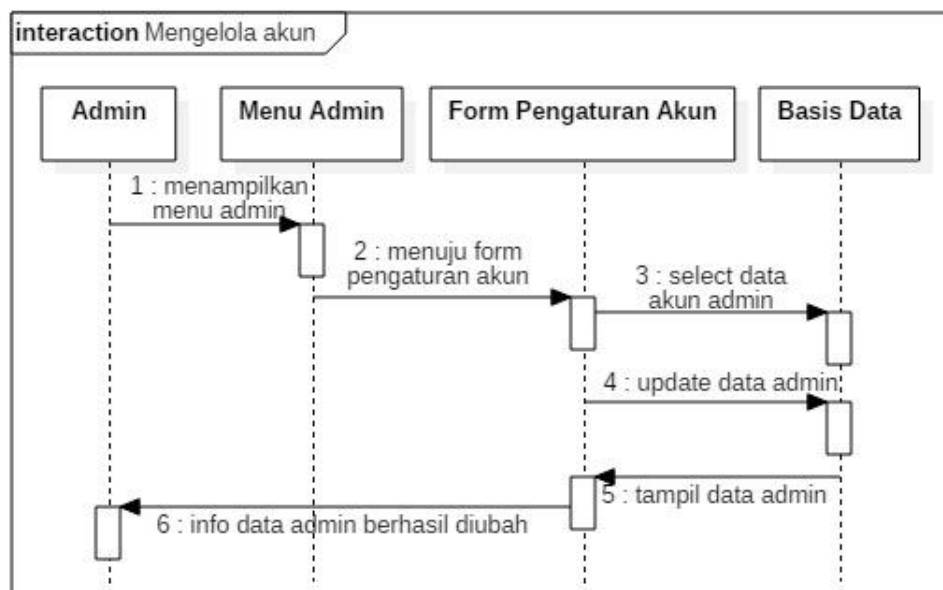 interaction Mengelola akun
Admin
Menu Admin
Form Pengaturan Akun
Basis Data
1 : menampilkan
menu admin
2 : menuju form
pengaturan akun
3 : select data
akun admin
4 : update data admin
5 : tampil data admin
6 : info data admin berhasil diubah